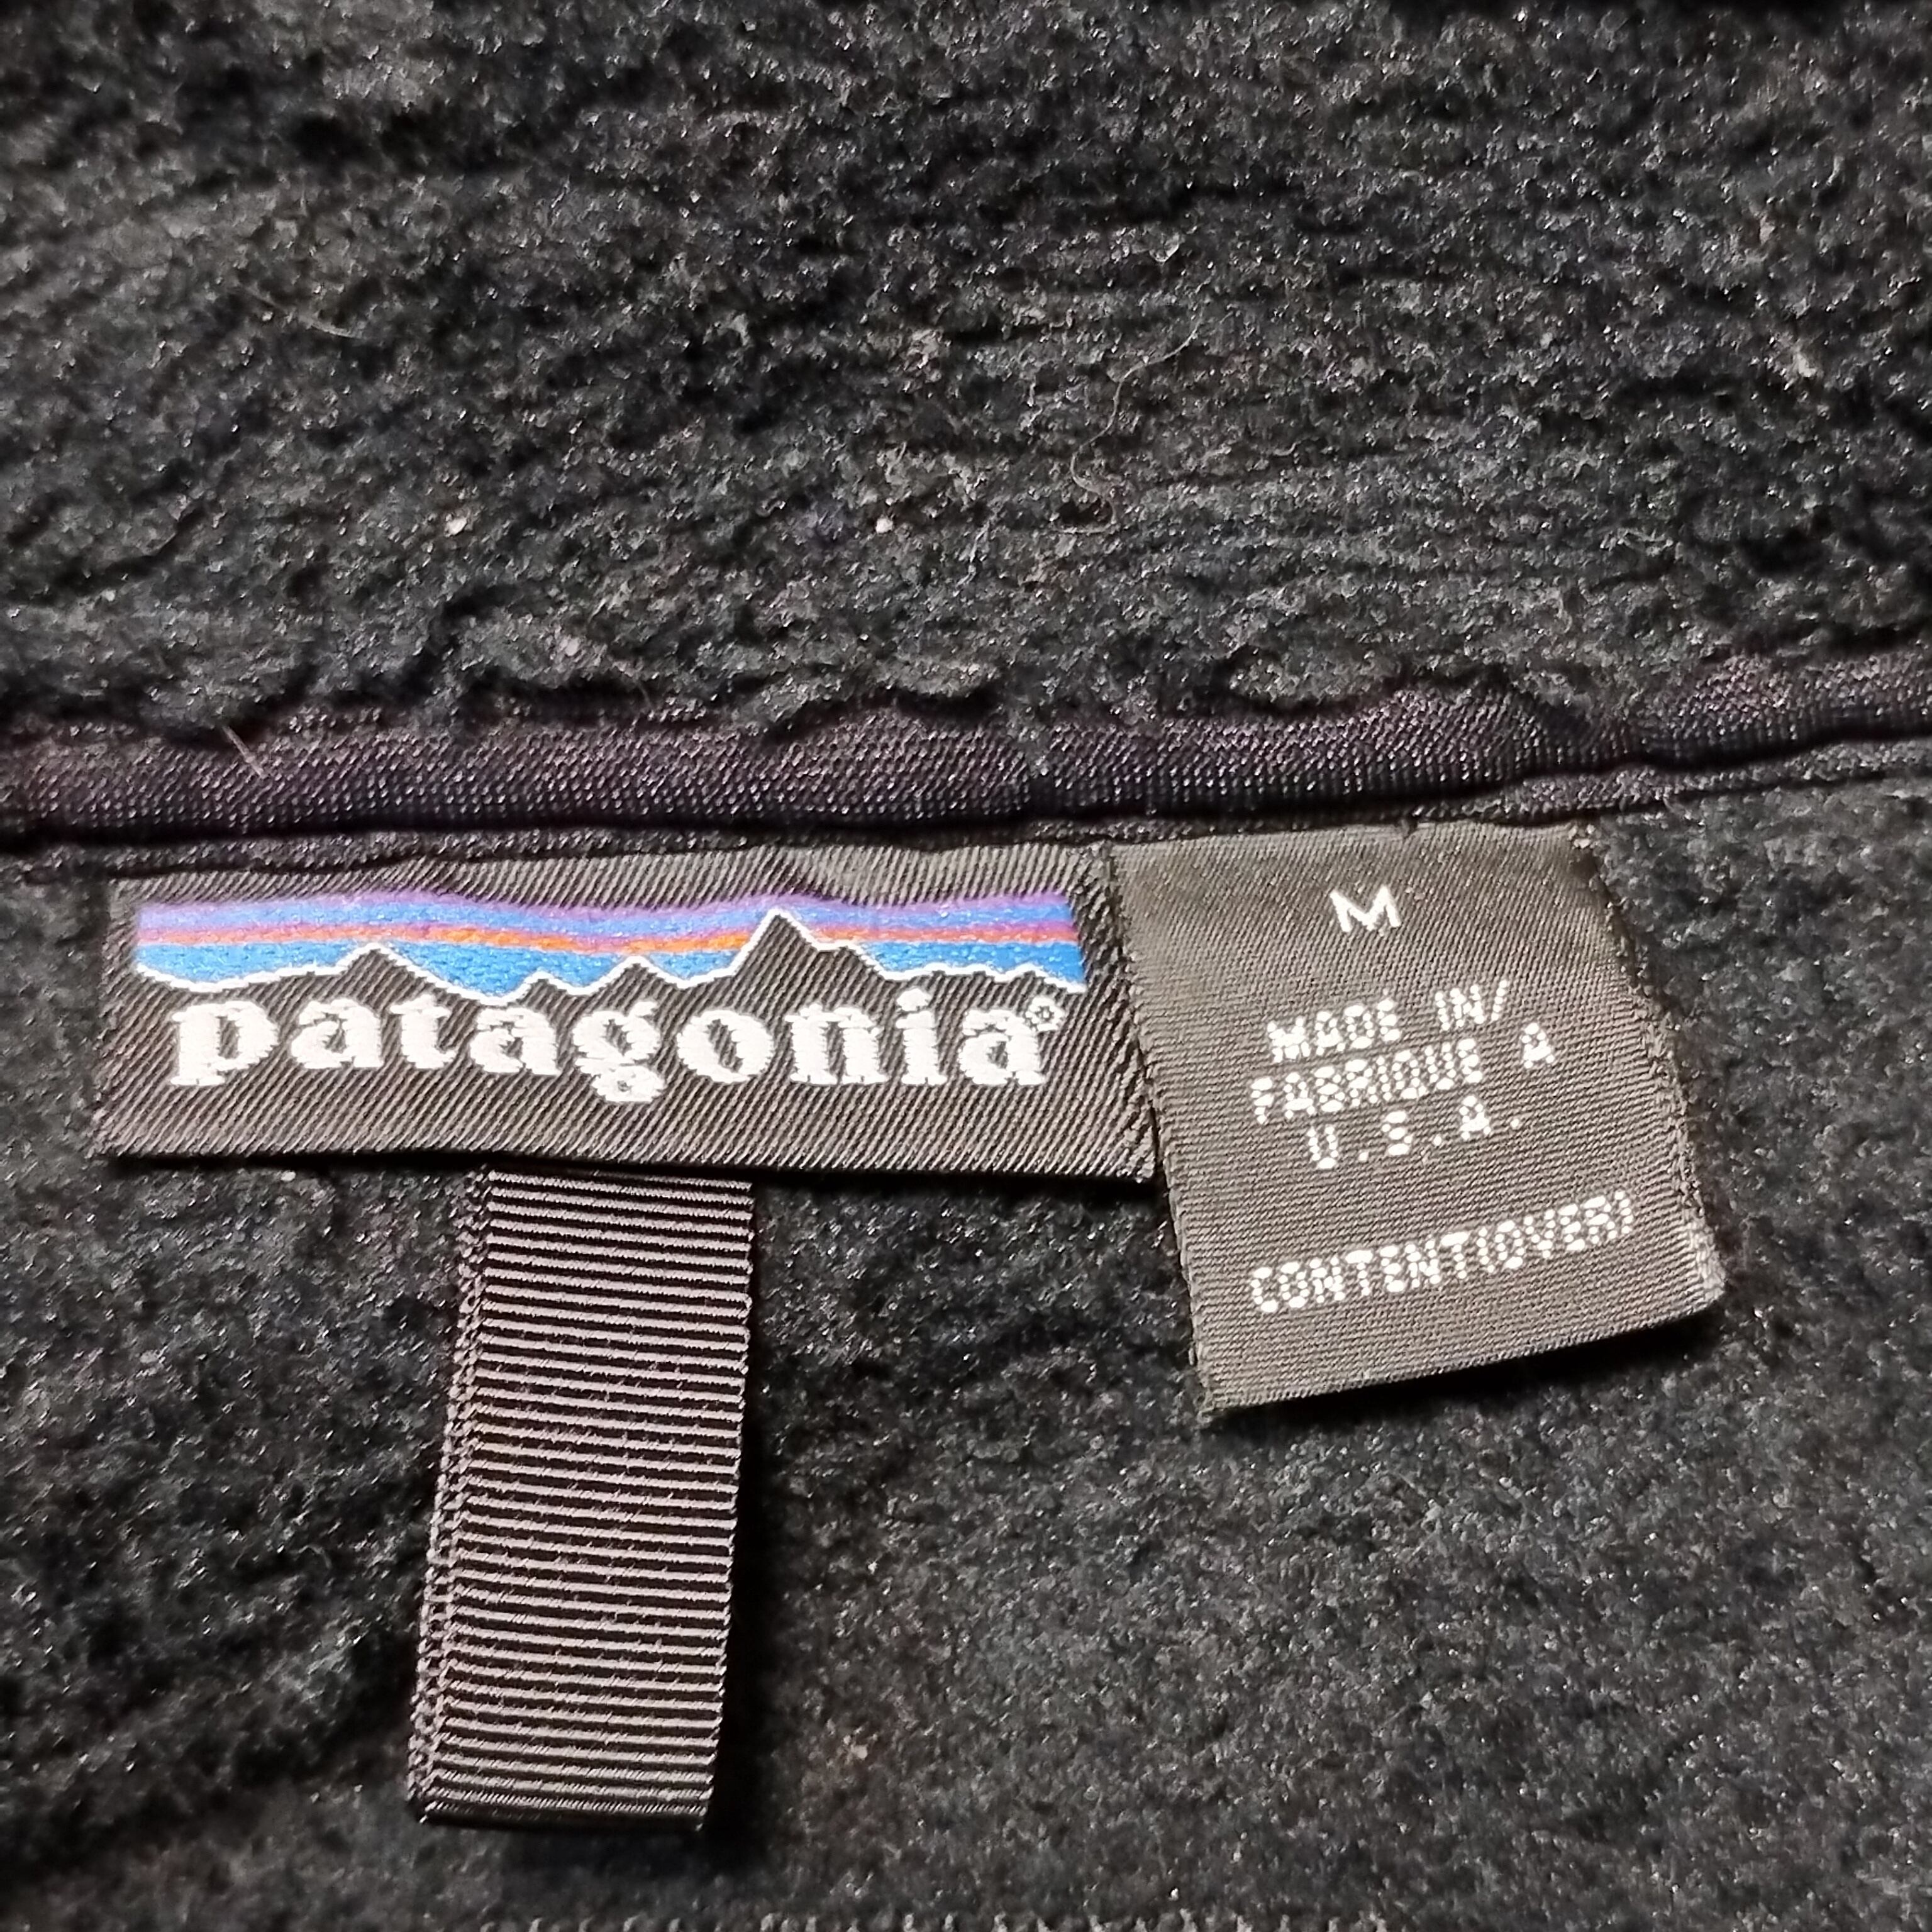 patagonia®
M
MADE IN/
FABRIQUE A
U.S.A.
CONTENT(OVER)